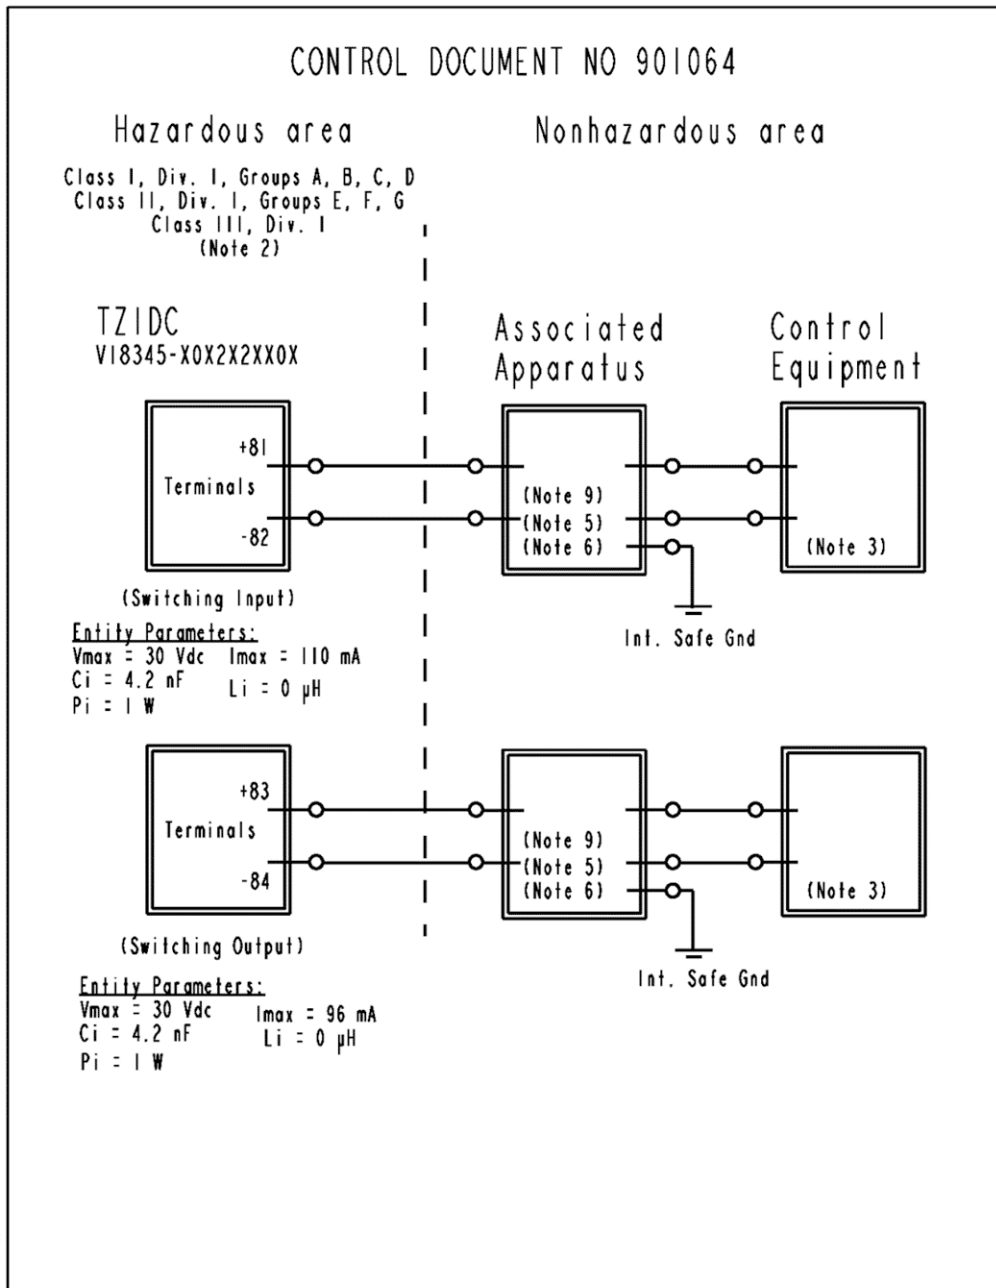 CONTROL DOCUMENT NO 901064
Hazardous area
Nonhazardous area
Class I, Div. I, Groups A, B, C, D
Class II, Div. I, Groups E, F, G
Class III, Div. I
(Note 2)
TZIDC
V18345-X0X2X2XX0X
Associated
Apparatus
Control
Equipment
+81
Terminals
-82
(Note 9)
(Note 5)
(Note 6)
(Note 3)
(Switching Input)
Int. Safe Gnd
Entity Parameters:
Vmax = 30 Vdc Imax = 110 mA
Ci = 4.2 nF Li = 0 µH
Pi = 1 W
+83
Terminals
-84
(Note 9)
(Note 5)
(Note 6)
(Note 3)
(Switching Output)
Int. Safe Gnd
Entity Parameters:
Vmax = 30 Vdc Imax = 96 mA
Ci = 4.2 nF Li = 0 µH
Pi = 1 W